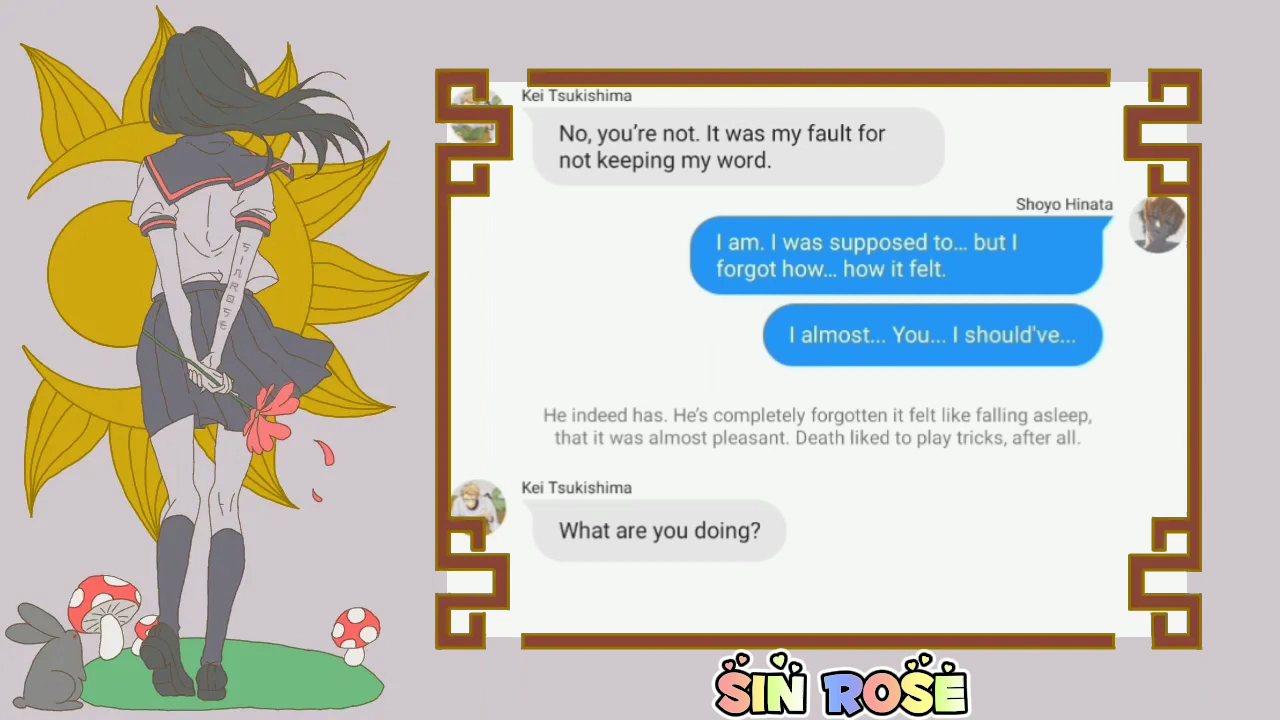 Kei Tsukishima
No, you’re not. It was my fault for
not keeping my word.
Shoyo Hinata
I am. I was supposed to... but I
forgot how... how it felt.
I almost... You... I should've...
He indeed has. He’s completely forgotten it felt like falling asleep,
that it was almost pleasant. Death liked to play tricks, after all.
Kei Tsukishima
What are you doing?
SINROSE
SIN ROSE